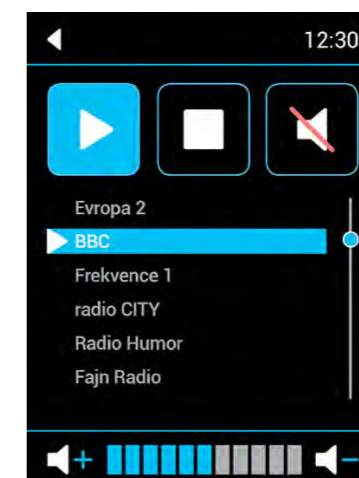 12:30
Evropa 2
BBC
Frekvence 1
radio CITY
Radio Humor
Fajn Radio
+ −